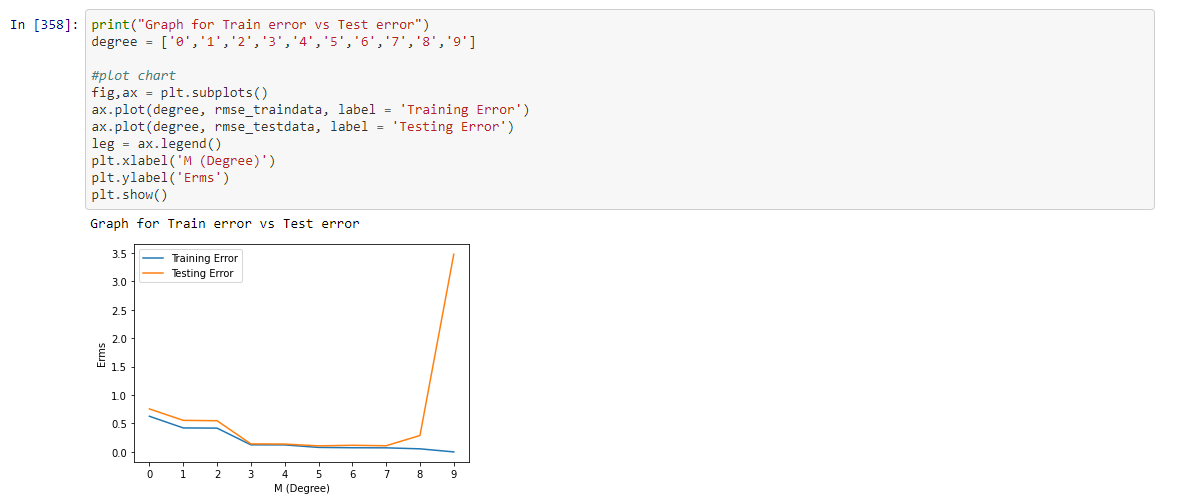 In [358]: print("Graph for Train error vs Test error")
degree = ['0','1','2','3','4','5','6','7','8','9']
#plot chart
fig,ax = plt.subplots()
ax.plot(degree, rmse_traindata, label = 'Training Error')
ax.plot(degree, rmse_testdata, label = 'Testing Error')
leg = ax.legend()
plt.xlabel('M (Degree)')
plt.ylabel('Erms')
plt.show()
Graph for Train error vs Test error
Training Error
Testing Error
3.5
3.0
2.5
2.0
1.5
1.0
0.5
0.0
Erms
0 1 2 3 4 5 6 7 8 9
M (Degree)